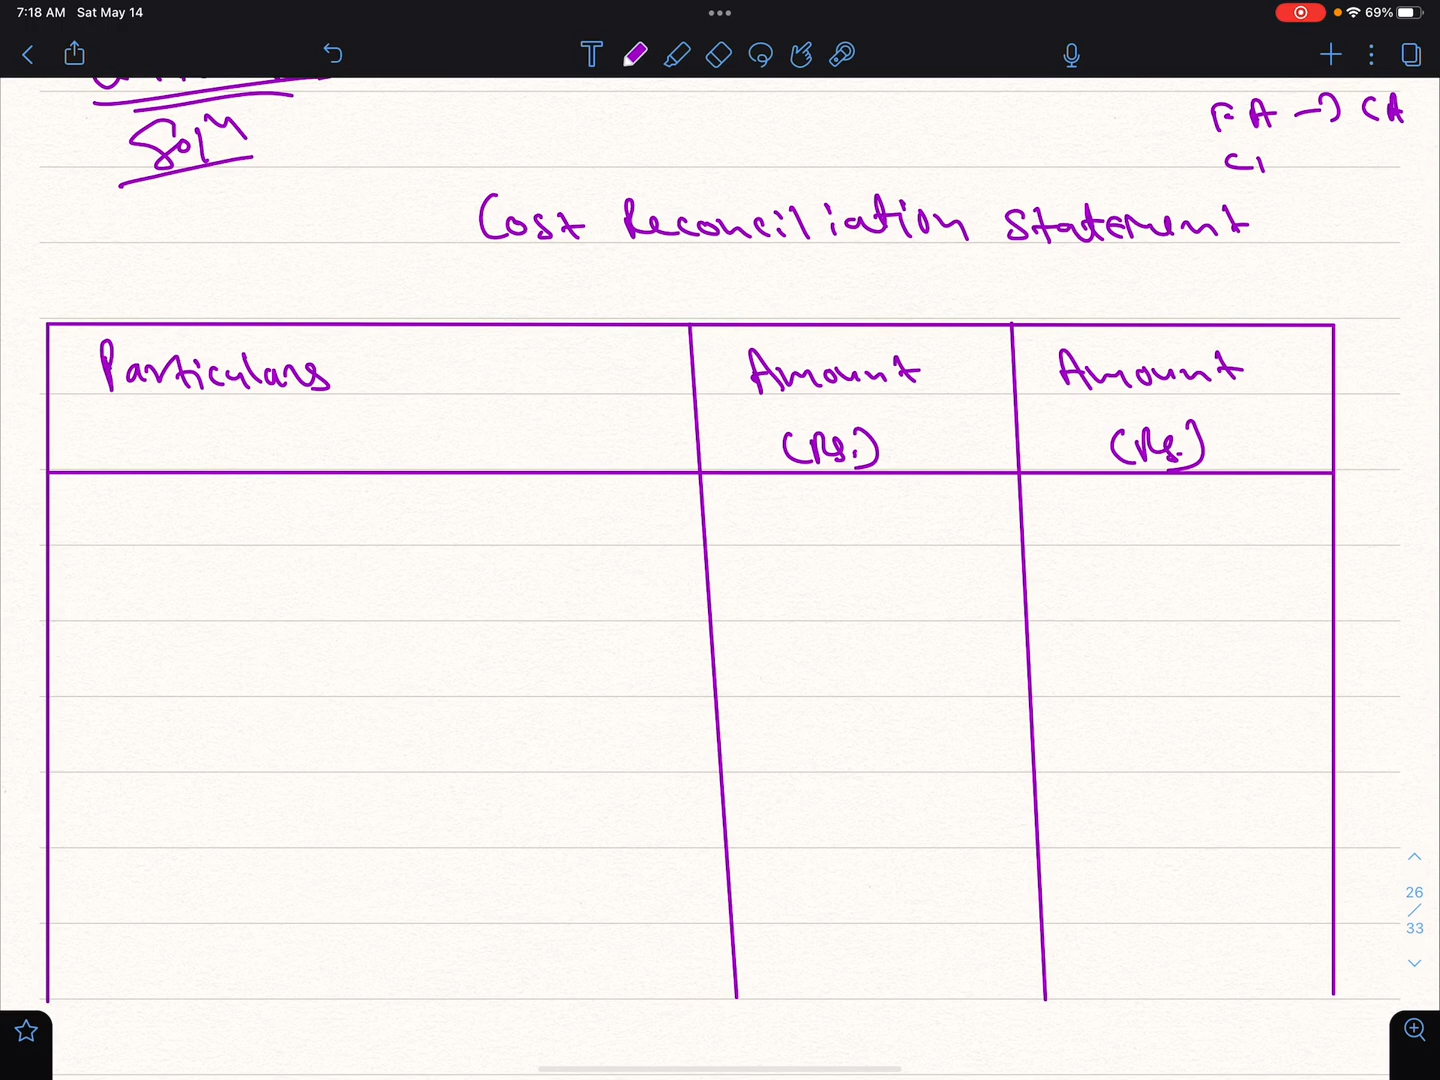 7:18 AM Sat May 14
69%
T
Solⁿ
FA → CA
Cost Reconciliation Statement
Particulars Amount (Rs.) Amount (Rs.)
26
/
33